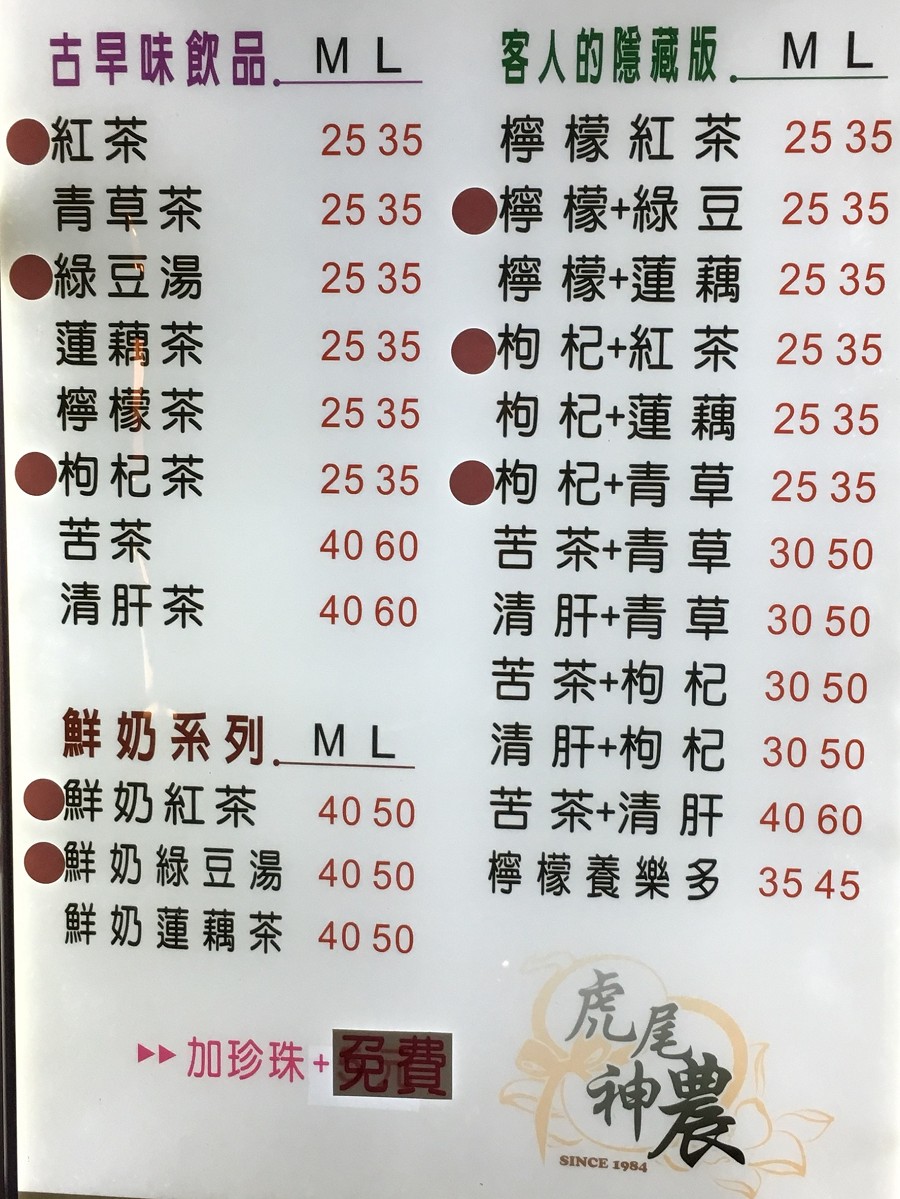 古早味飲品 M L
紅茶 25 35
青草茶 25 35
綠豆湯 25 35
蓮藕茶 25 35
檸檬茶 25 35
枸杞茶 25 35
苦茶 40 60
清肝茶 40 60
鮮奶系列 M L
鮮奶紅茶 40 50
鮮奶綠豆湯 40 50
鮮奶蓮藕茶 40 50
加珍珠+免費
客人的隱藏版 M L
檸檬紅茶 25 35
檸檬+綠豆 25 35
檸檬+蓮藕 25 35
枸杞+紅茶 25 35
枸杞+蓮藕 25 35
枸杞+青草 25 35
苦茶+青草 30 50
清肝+青草 30 50
苦茶+枸杞 30 50
清肝+枸杞 30 50
苦茶+清肝 40 60
檸檬養樂多 35 45
虎尾
神農
SINCE 1984